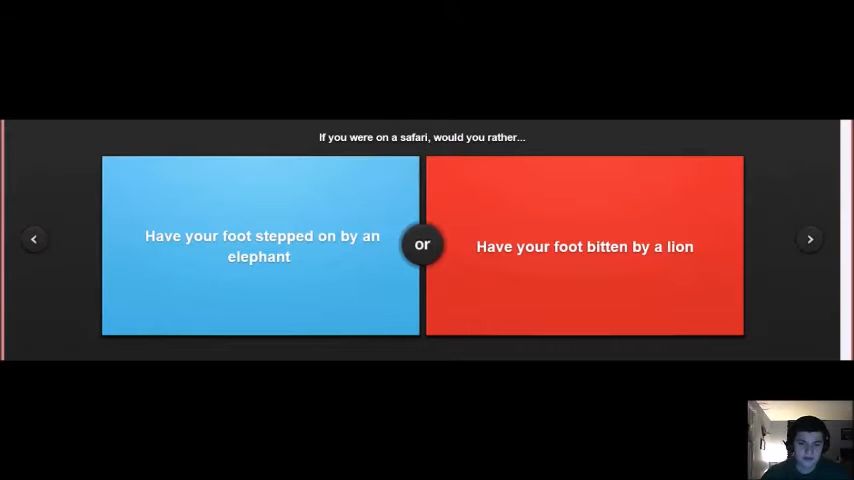 If you were on a safari, would you rather...
Have your foot stepped on by an
elephant
or
Have your foot bitten by a lion